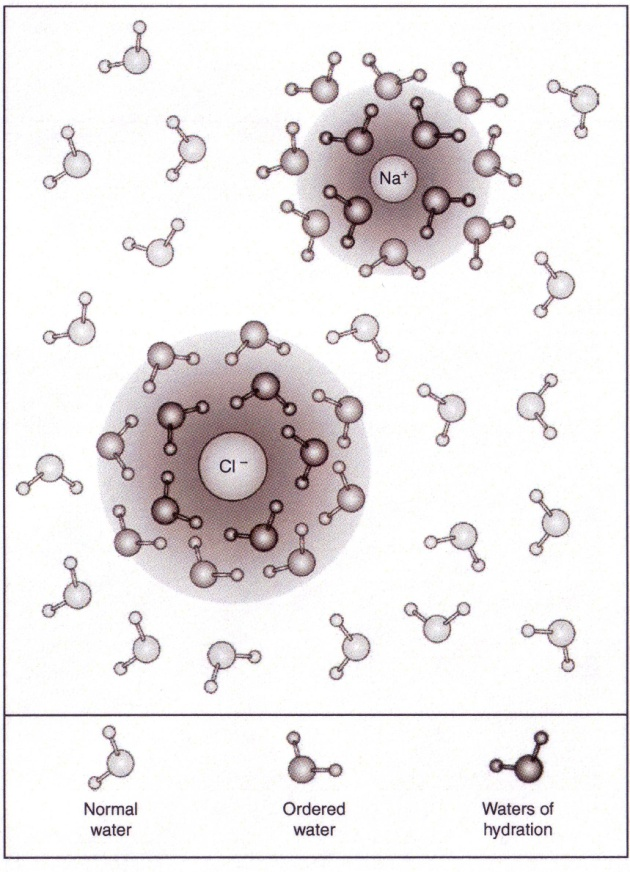 Na⁺
Cl⁻
Normal
water
Ordered
water
Waters of
hydration